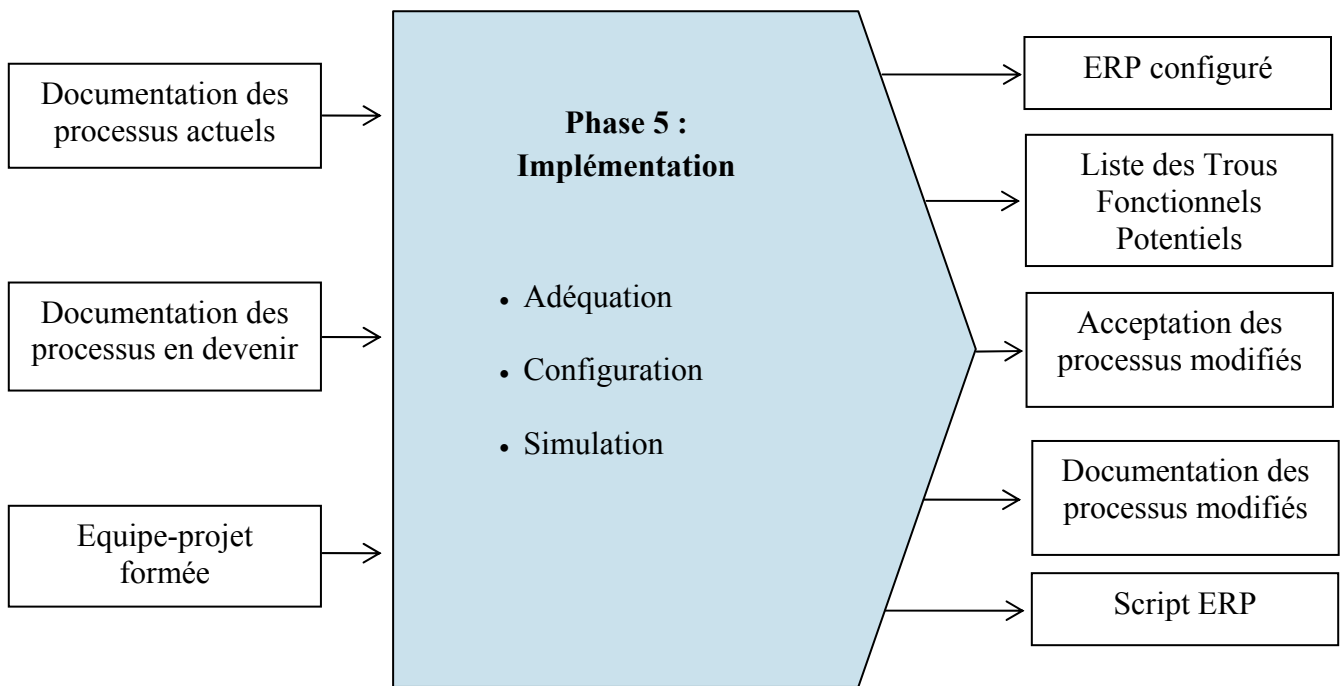 Documentation des
processus actuels
Documentation des
processus en devenir
Equipe-projet
formée
Phase 5 :
Implémentation
• Adéquation
• Configuration
• Simulation
ERP configuré
Liste des Trous
Fonctionnels
Potentiels
Acceptation des
processus modifiés
Documentation des
processus modifiés
Script ERP